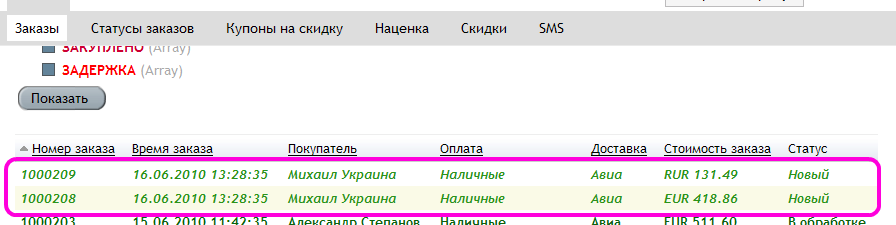 Заказы Статусы заказов Купоны на скидку Наценка Скидки SMS
ЗАКУПЛЕНО (Array)
ЗАДЕРЖКА (Array)
Показать
Номер заказа Время заказа Покупатель Оплата Доставка Стоимость заказа Статус
1000209 16.06.2010 13:28:35 Михаил Украина Наличные Авиа RUR 131.49 Новый
1000208 16.06.2010 13:28:35 Михаил Украина Наличные Авиа EUR 418.86 Новый
1000203 15.06.2010 11:42:35 Александр Степанов Наличные Авиа EUR 511.60 В обработке